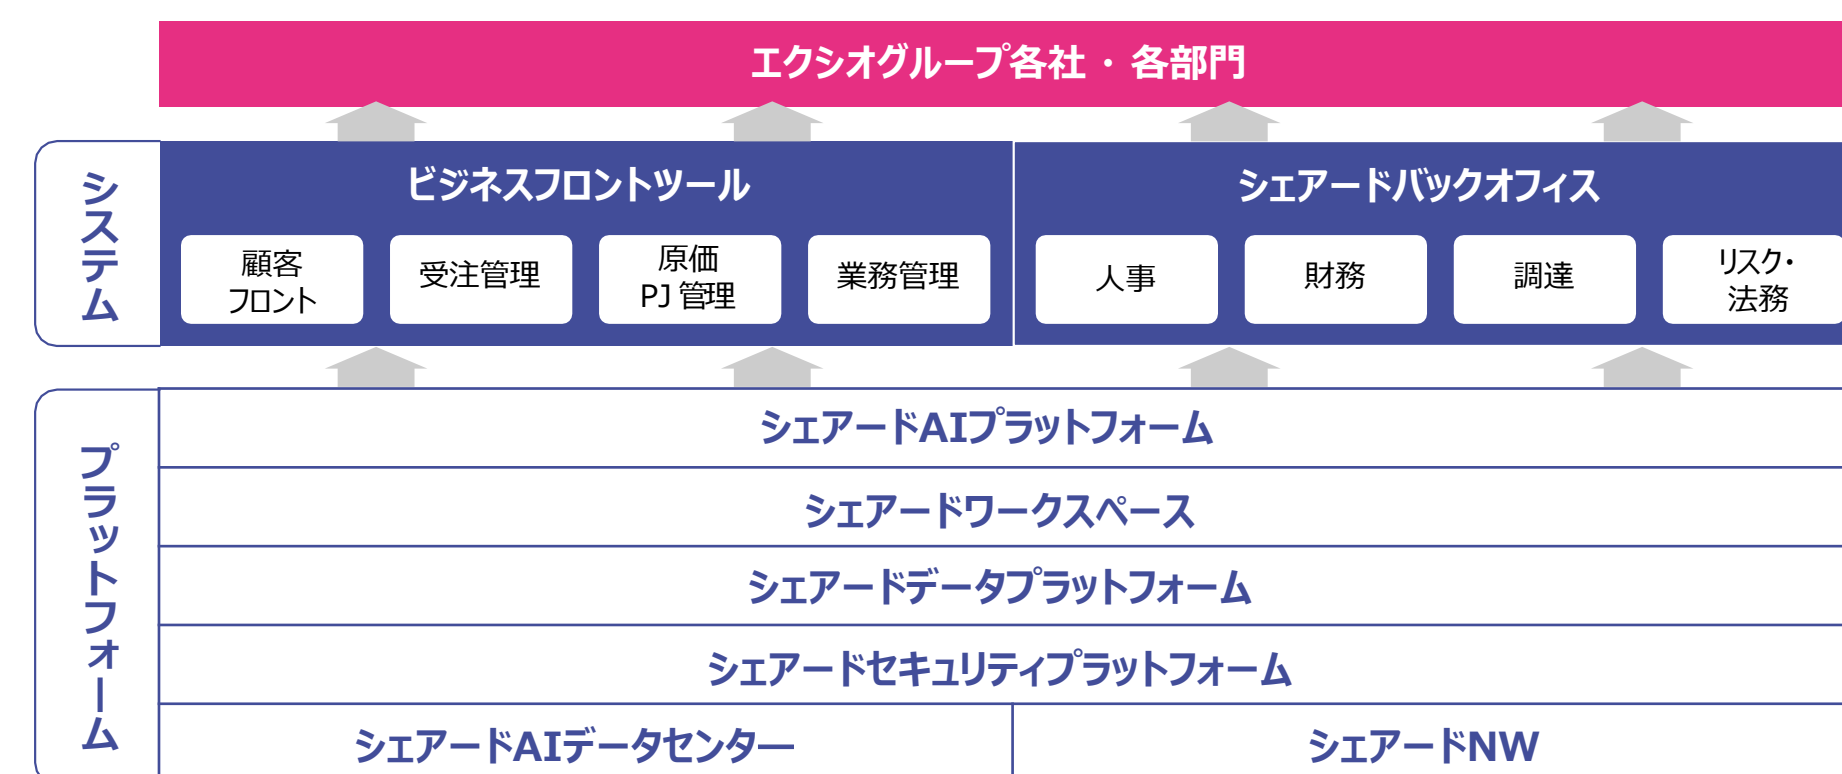 エクシオグループ各社 ・ 各部門
システム
ビジネスフロントツール
シェアードバックオフィス
顧客
フロント
受注管理
原価
PJ 管理
業務管理
人事
財務
調達
リスク・
法務
プラットフォーム
シェアードAIプラットフォーム
シェアードワークスペース
シェアードデータプラットフォーム
シェアードセキュリティプラットフォーム
シェアードAIデータセンター
シェアードNW